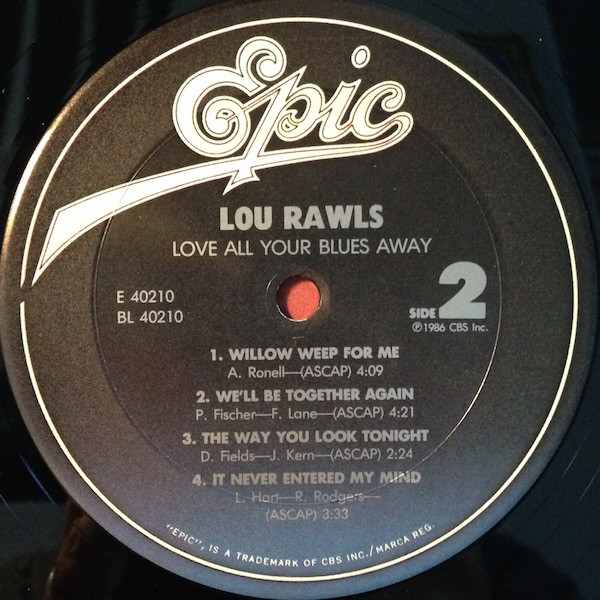 Epic
LOU RAWLS
LOVE ALL YOUR BLUES AWAY
E 40210
BL 40210
SIDE 2
℗1986 CBS Inc.
1. WILLOW WEEP FOR ME
A. Ronell—(ASCAP) 4:09
2. WE'LL BE TOGETHER AGAIN
P. Fischer—F. Lane—(ASCAP) 4:21
3. THE WAY YOU LOOK TONIGHT
D. Fields—J. Kern—(ASCAP) 2:24
4. IT NEVER ENTERED MY MIND
L. Hart—R. Rodgers—
(ASCAP) 3:33
"EPIC", IS A TRADEMARK OF CBS INC./MARCA REG.